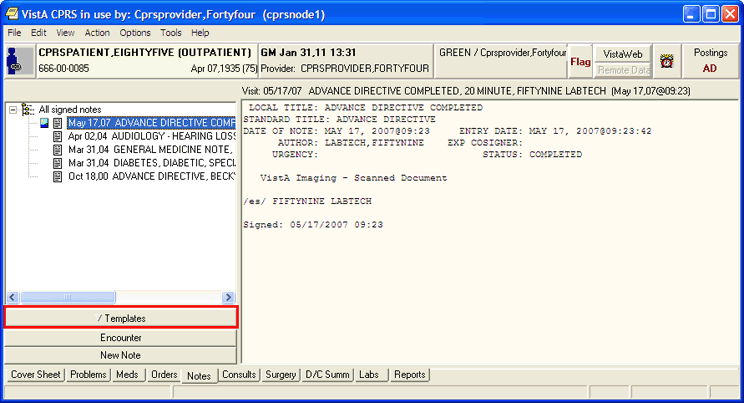 VistA CPRS in use by: Cprsprovider,Fortyfour (cprsnode1)
File Edit View Action Options Tools Help
CPRSPATIENT,EIGHTYFIVE (OUTPATIENT)
666-00-0085 Apr 07,1935 (75)
GM Jan 31,11 13:31
Provider: CPRSPROVIDER,FORTYFOUR
GREEN / Cprsprovider,Fortyfour
Flag
VistaWeb
Remote Data
Postings
AD
Visit: 05/17/07 ADVANCE DIRECTIVE COMPLETED, 20 MINUTE, FIFTYNINE LABTECH (May 17,07@09:23)
All signed notes
May 17,07 ADVANCE DIRECTIVE COMP
Apr 02,04 AUDIOLOGY - HEARING LOSS
Mar 31,04 GENERAL MEDICINE NOTE,
Mar 31,04 DIABETES, DIABETIC, SPECI
Oct 18,00 ADVANCE DIRECTIVE, BECKY
/ Templates
Encounter
New Note
LOCAL TITLE: ADVANCE DIRECTIVE COMPLETED
STANDARD TITLE: ADVANCE DIRECTIVE
DATE OF NOTE: MAY 17, 2007@09:23 ENTRY DATE: MAY 17, 2007@09:23:42
AUTHOR: LABTECH,FIFTYNINE EXP COSIGNER:
URGENCY: STATUS: COMPLETED
VistA Imaging - Scanned Document
/es/ FIFTYNINE LABTECH
Signed: 05/17/2007 09:23
Cover Sheet Problems Meds Orders Notes Consults Surgery D/C Summ Labs Reports